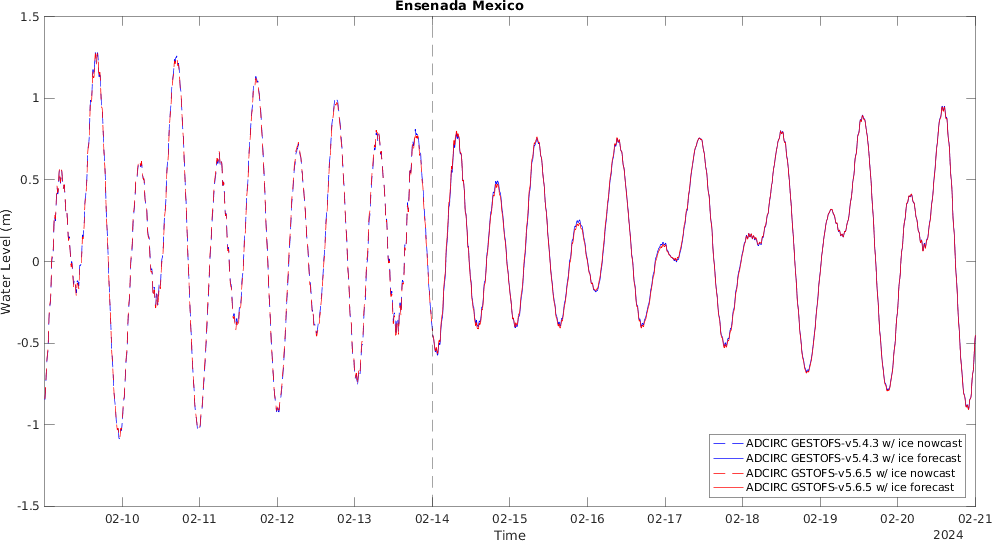 Ensenada Mexico
1.5
1
0.5
0
-0.5
-1
-1.5
Water Level (m)
ADCIRC GESTOFS-v5.4.3 w/ ice nowcast
ADCIRC GESTOFS-v5.4.3 w/ ice forecast
ADCIRC GSTOFS-v5.6.5 w/ ice nowcast
ADCIRC GSTOFS-v5.6.5 w/ ice forecast
02-10 02-11 02-12 02-13 02-14 02-15 02-16 02-17 02-18 02-19 02-20 02-21
Time
2024